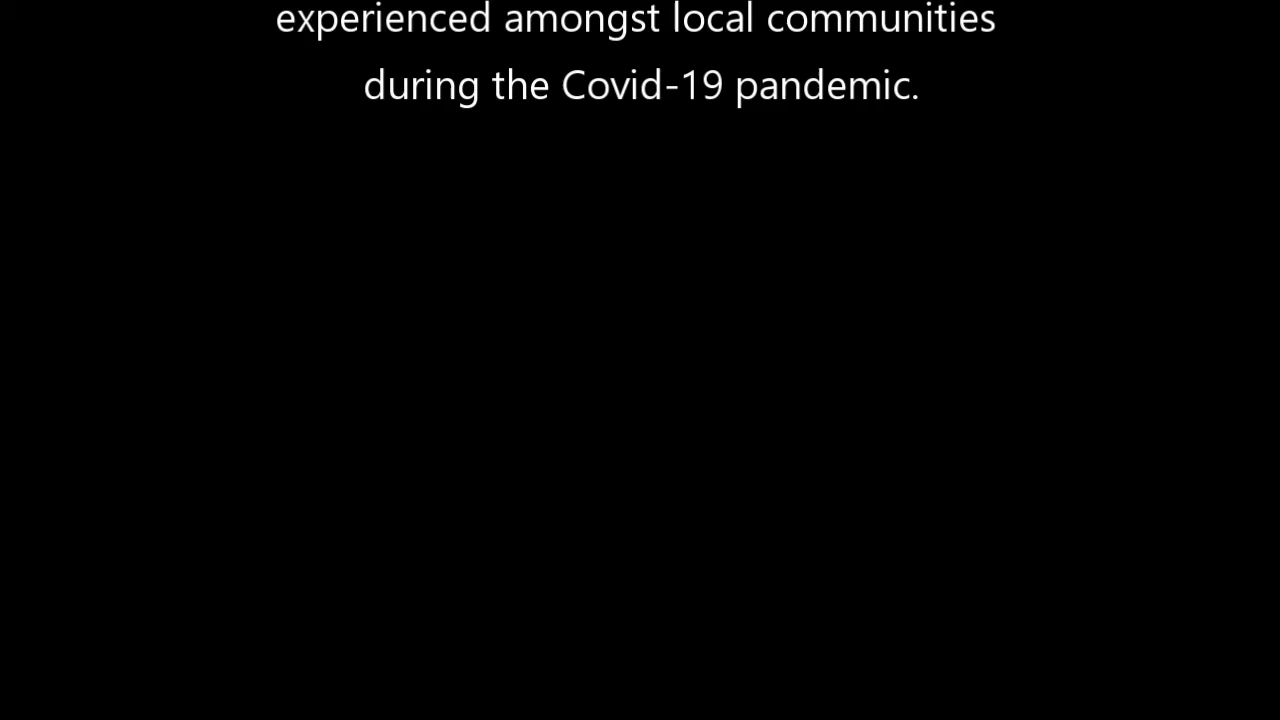 experienced amongst local communities
during the Covid-19 pandemic.